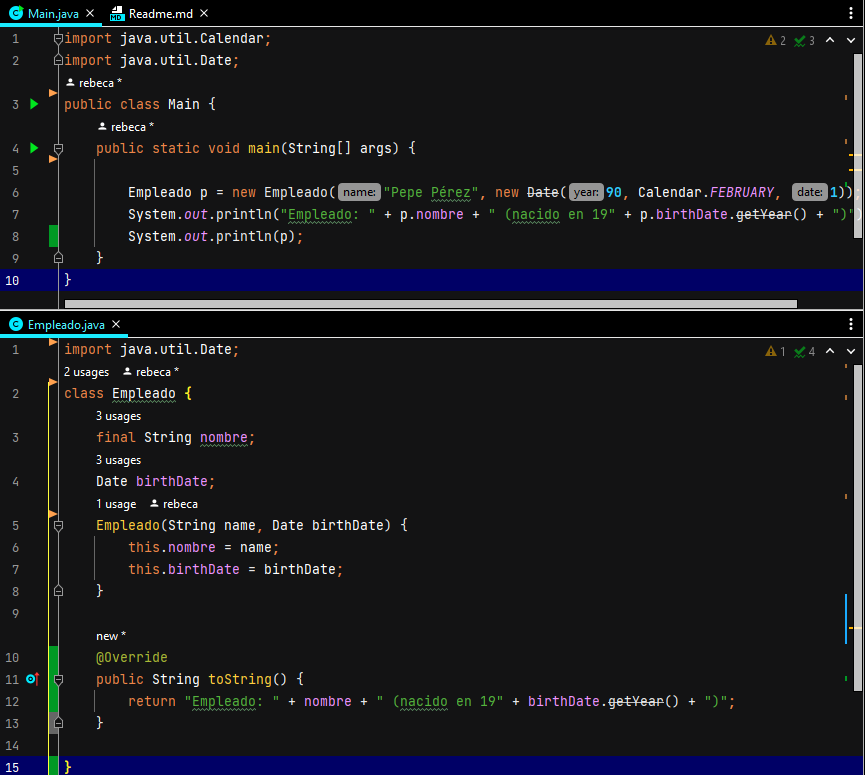 Main.java Readme.md
2 3
1 import java.util.Calendar;
2 import java.util.Date;
rebeca *
3 public class Main {
rebeca *
4 public static void main(String[] args) {
5
6 Empleado p = new Empleado( name: "Pepe Pérez", new Date( year: 90, Calendar.FEBRUARY, date: 1));
7 System.out.println("Empleado: " + p.nombre + " (nacido en 19" + p.birthDate.getYear() + ")")
8 System.out.println(p);
9 }
10 }
Empleado.java
1 4
1 import java.util.Date;
2 usages rebeca *
2 class Empleado {
3 usages
3 final String nombre;
3 usages
4 Date birthDate;
1 usage rebeca
5 Empleado(String name, Date birthDate) {
6 this.nombre = name;
7 this.birthDate = birthDate;
8 }
9
new *
10 @Override
11 public String toString() {
12 return "Empleado: " + nombre + " (nacido en 19" + birthDate.getYear() + ")";
13 }
14
15 }